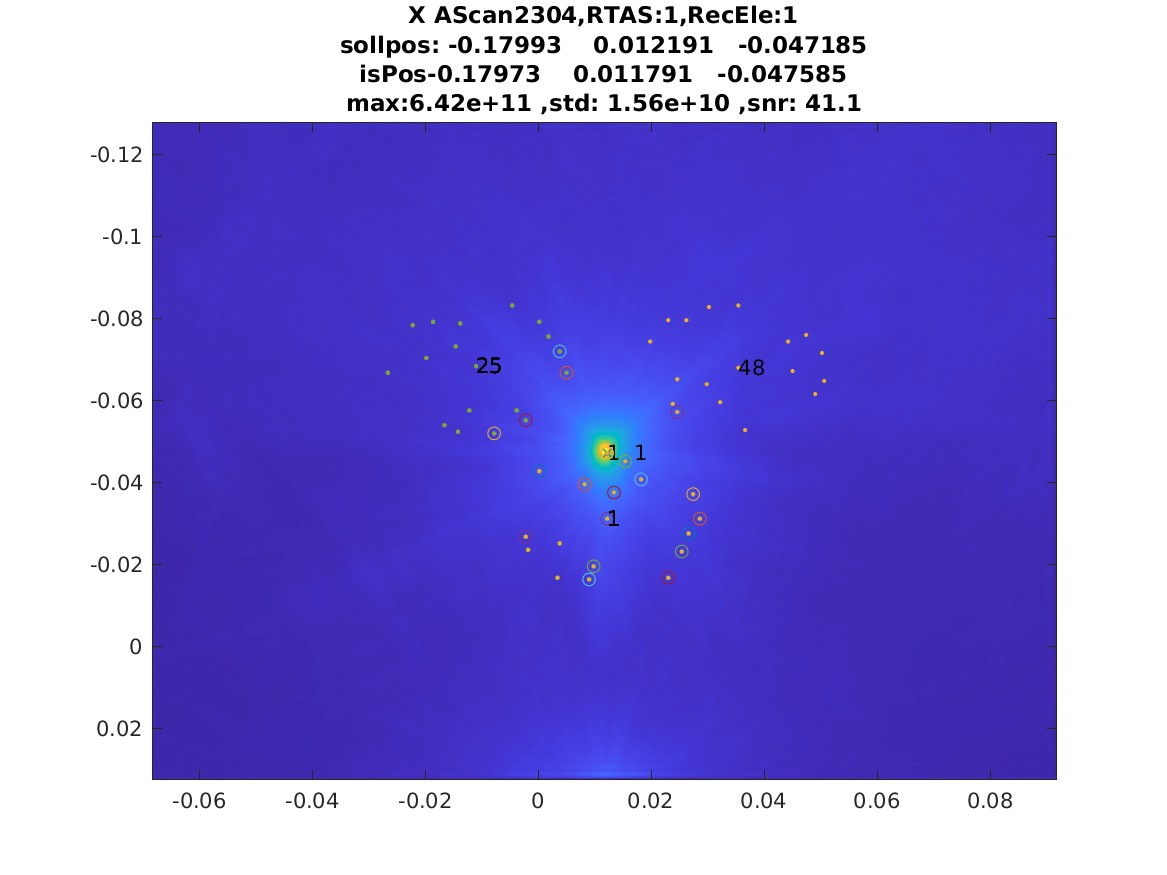 X AScan2304,RTAS:1,RecEle:1
sollpos: -0.17993 0.012191 -0.047185
isPos-0.17973 0.011791 -0.047585
max:6.42e+11 ,std: 1.56e+10 ,snr: 41.1
-0.12
-0.1
-0.08
25
48
-0.06
1 1
-0.04
1
-0.02
0
0.02
-0.06 -0.04 -0.02 0 0.02 0.04 0.06 0.08